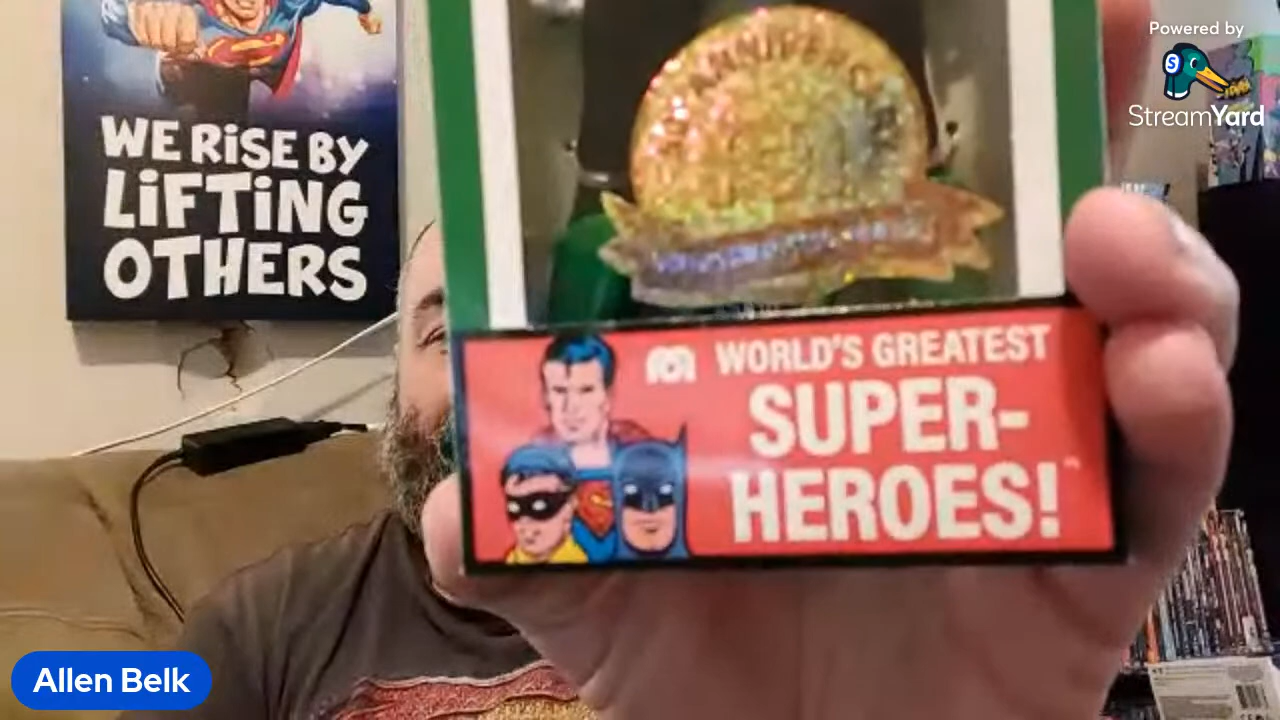 WE RiSE BY
LiFTiNG
OTHERS
Powered by
StreamYard
WORLD'S GREATEST
SUPER-
HEROES!
Allen Belk